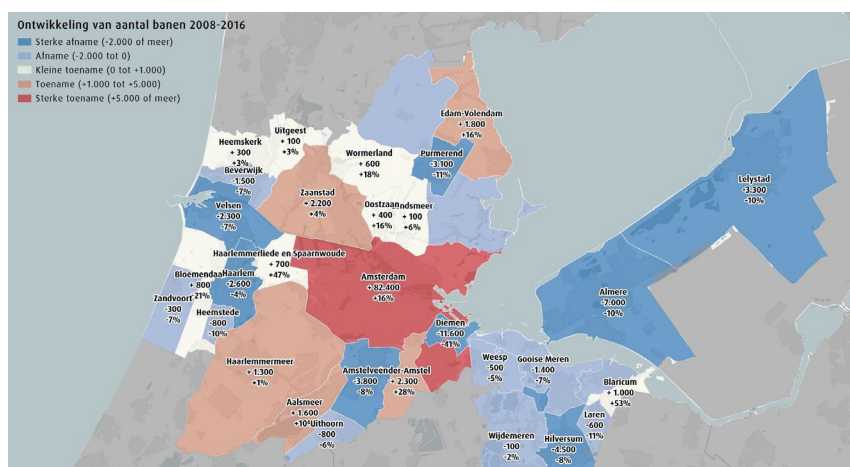 Ontwikkeling van aantal banen 2008-2016
Sterke afname (-2.000 of meer)
Afname (-2.000 tot 0)
Kleine toename (0 tot +1.000)
Toename (+1.000 tot +5.000)
Sterke toename (+5.000 of meer)
Edam-Volendam
+ 1.800
+16%
Uitgeest
+ 100
+3%
Heemskerk
+ 300
+3%
Wormerland
+ 600
+18%
Purmerend
-3.100
-11%
Beverwijk
-1.500
-7%
Lelystad
-3.300
-10%
Zaanstad
+ 2.200
+4%
Velsen
-2.300
-7%
Oostzaan
+ 400
+16%
ndsmeer
+ 100
+6%
Haarlemmerliede en Spaarnwoude
+ 700
+47%
Bloemendaal
+ 800
21%
Haarlem
-2.600
-4%
Amsterdam
+ 82.400
+16%
Zandvoort
-300
-7%
Almere
-7.000
-10%
Heemstede
-800
-10%
Diemen
-11.600
-41%
Haarlemmermeer
+ 1.300
+1%
Amstelveen
-3.800
-8%
der-Amstel
+ 2.300
+28%
Weesp
-500
-5%
Gooise Meren
-1.400
-7%
Blaricum
+ 1.000
+53%
Aalsmeer
+ 1.600
+10%
Uithoorn
-800
-6%
Laren
-600
-11%
Wijdemeren
-100
-2%
Hilversum
-4.500
-8%